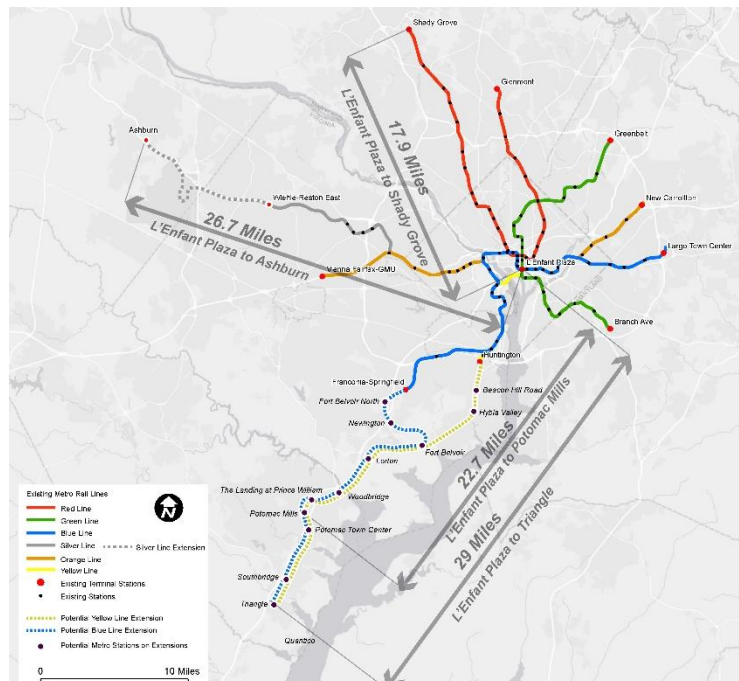 Shady Grove
Glenmont
Greenbelt
Ashburn
VIRGINIA
17.9 Miles
L'Enfant Plaza to Shady Grove
Wiehle-Reston East
New Carrollton
26.7 Miles
L'Enfant Plaza to Ashburn
Largo Town Center
L'Enfant Plaza
Vienna Fairfax-GMU
Branch Ave
Huntington
Franconia-Springfield
Beacon Hill Road
Fort Belvoir North
Hybla Valley
Newington
Fort Belvoir
22.7 Miles
L'Enfant Plaza to Potomac Mills
29 Miles
L'Enfant Plaza to Triangle
Lorton
The Landing at Prince William
Woodbridge
Potomac Mills
Potomac Town Center
Southbridge
Triangle
Quantico
Existing Metro Rail Lines
Red Line
Green Line
Blue Line
Silver Line
Silver Line Extension
Orange Line
Yellow Line
Existing Terminal Stations
Existing Stations
Potential Yellow Line Extension
Potential Blue Line Extension
Potential Metro Stations on Extensions
N
0 10 Miles